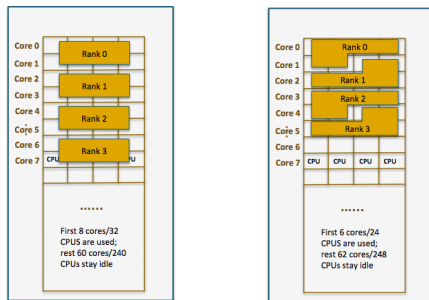 Core 0
Core 1
Core 2
Core 3
Core 4
Core 5
Core 6
Core 7
Rank 0
Rank 1
Rank 2
Rank 3
CPU
......
First 8 cores/32
CPUS are used;
rest 60 cores/240
CPUs stay idle
Core 0
Core 1
Core 2
Core 3
Core 4
Core 5
Core 6
Core 7
Rank 0
Rank 1
Rank 2
Rank 3
CPU CPU CPU CPU
......
First 6 cores/24
CPUS are used;
rest 62 cores/248
CPUs stay idle